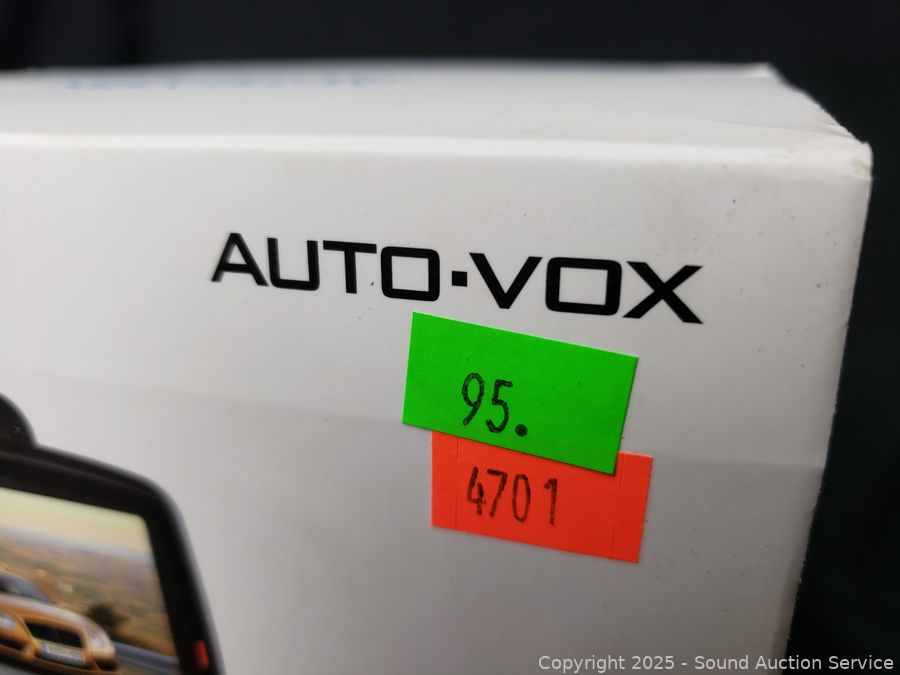 AUTO·VOX
95.
4701
Copyright 2025 - Sound Auction Service